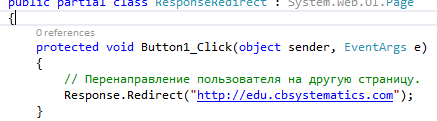 public partial class ResponseRedirect : System.Web.UI.Page
{
0 references
protected void Button1_Click(object sender, EventArgs e)
{
// Перенаправление пользователя на другую страницу.
Response.Redirect("http://edu.cbsystematics.com");
}